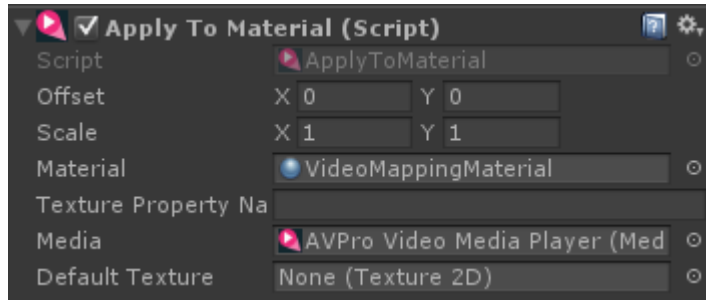 Apply To Material (Script)
Script ApplyToMaterial
Offset X 0 Y 0
Scale X 1 Y 1
Material VideoMappingMaterial
Texture Property Na
Media AVPro Video Media Player (Med
Default Texture None (Texture 2D)